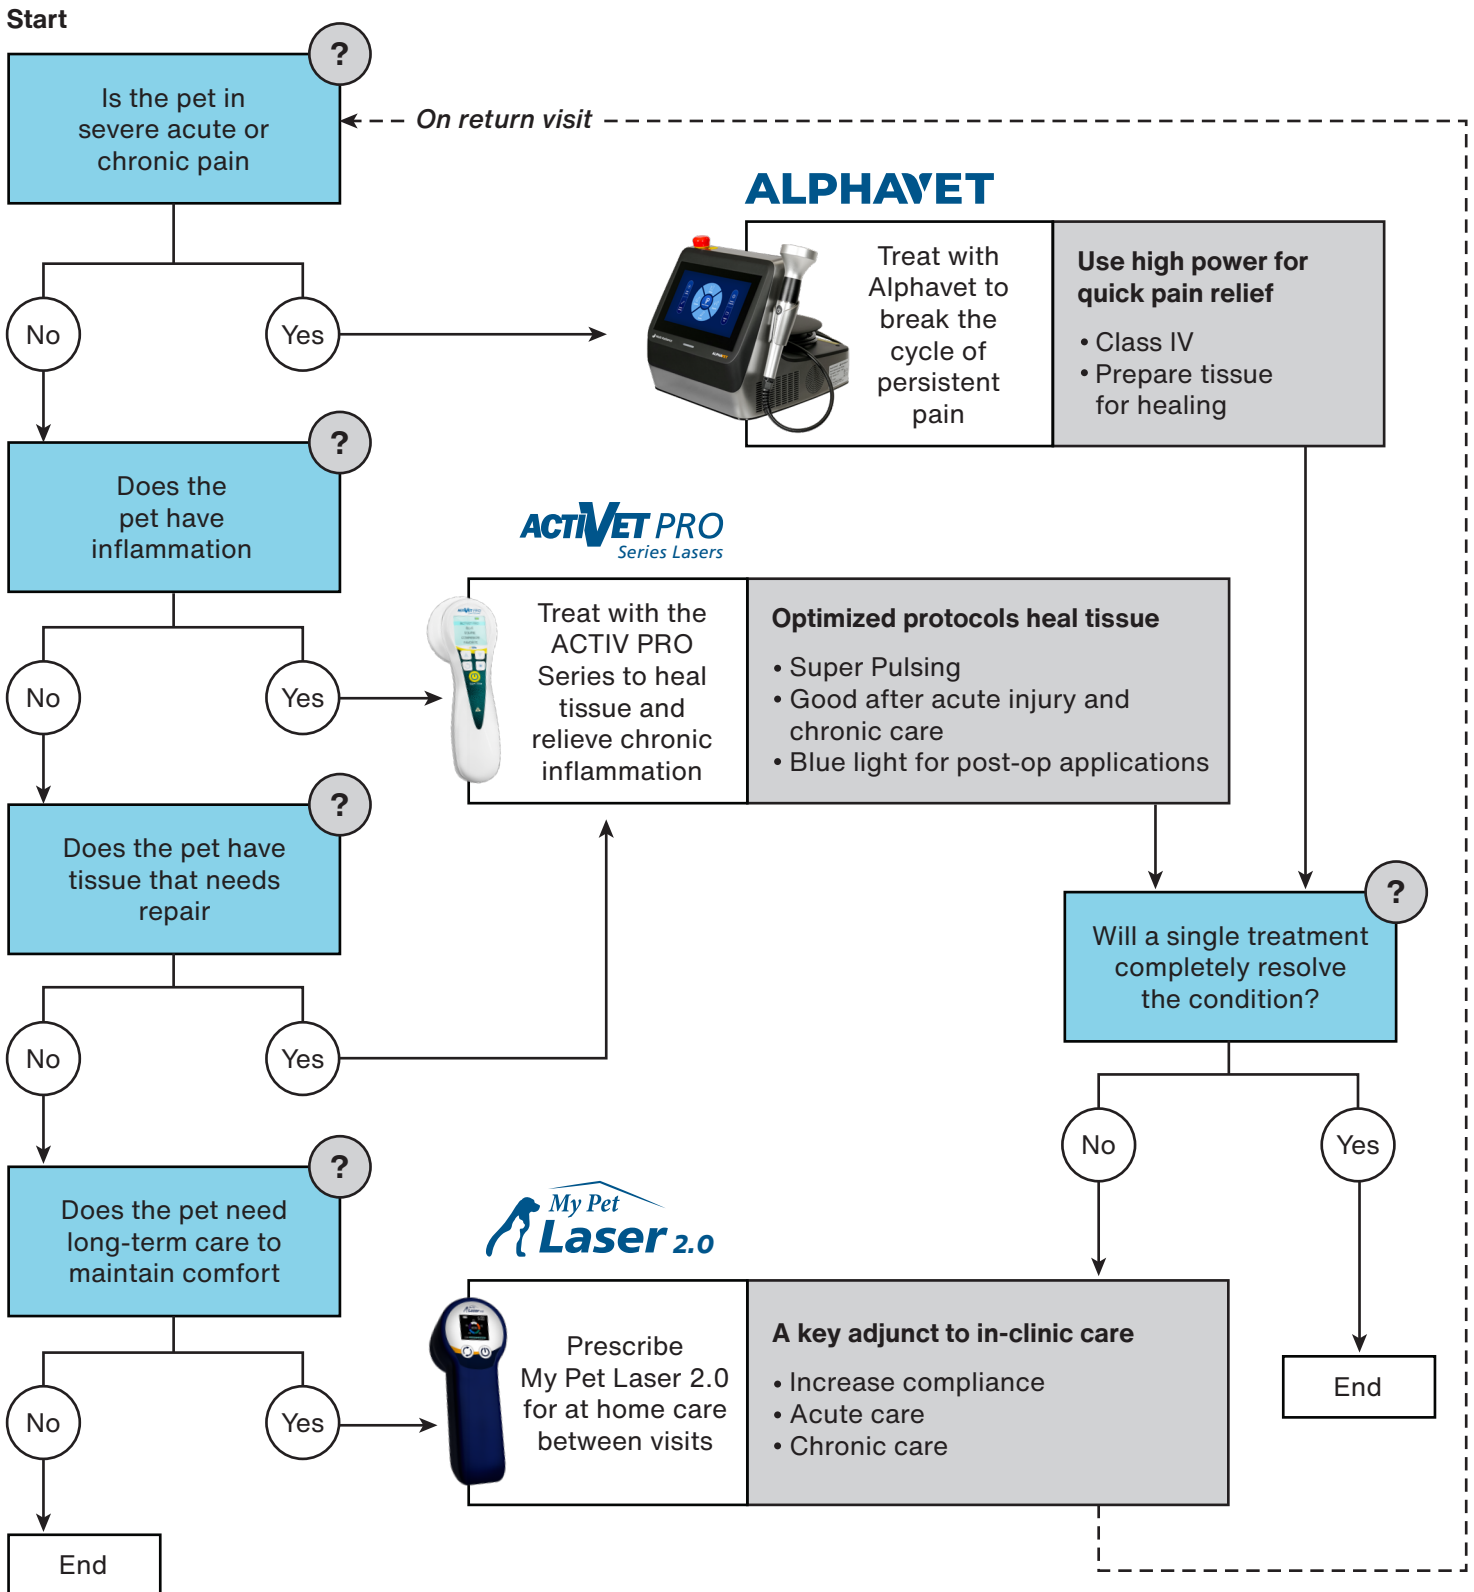 Start
?
Is the pet in
severe acute or
chronic pain
On return visit
No
Yes
ALPHAVET
Treat with
Alphavet to
break the
cycle of
persistent
pain
Use high power for
quick pain relief
• Class IV
• Prepare tissue
for healing
?
Does the
pet have
inflammation
No
Yes
ACTIVET PRO
Series Lasers
Treat with the
ACTIV PRO
Series to heal
tissue and
relieve chronic
inflammation
Optimized protocols heal tissue
• Super Pulsing
• Good after acute injury and
chronic care
• Blue light for post-op applications
?
Does the pet have
tissue that needs
repair
No
Yes
?
Will a single treatment
completely resolve
the condition?
No
Yes
End
?
Does the pet need
long-term care to
maintain comfort
No
Yes
My Pet
Laser 2.0
Prescribe
My Pet Laser 2.0
for at home care
between visits
A key adjunct to in-clinic care
• Increase compliance
• Acute care
• Chronic care
End